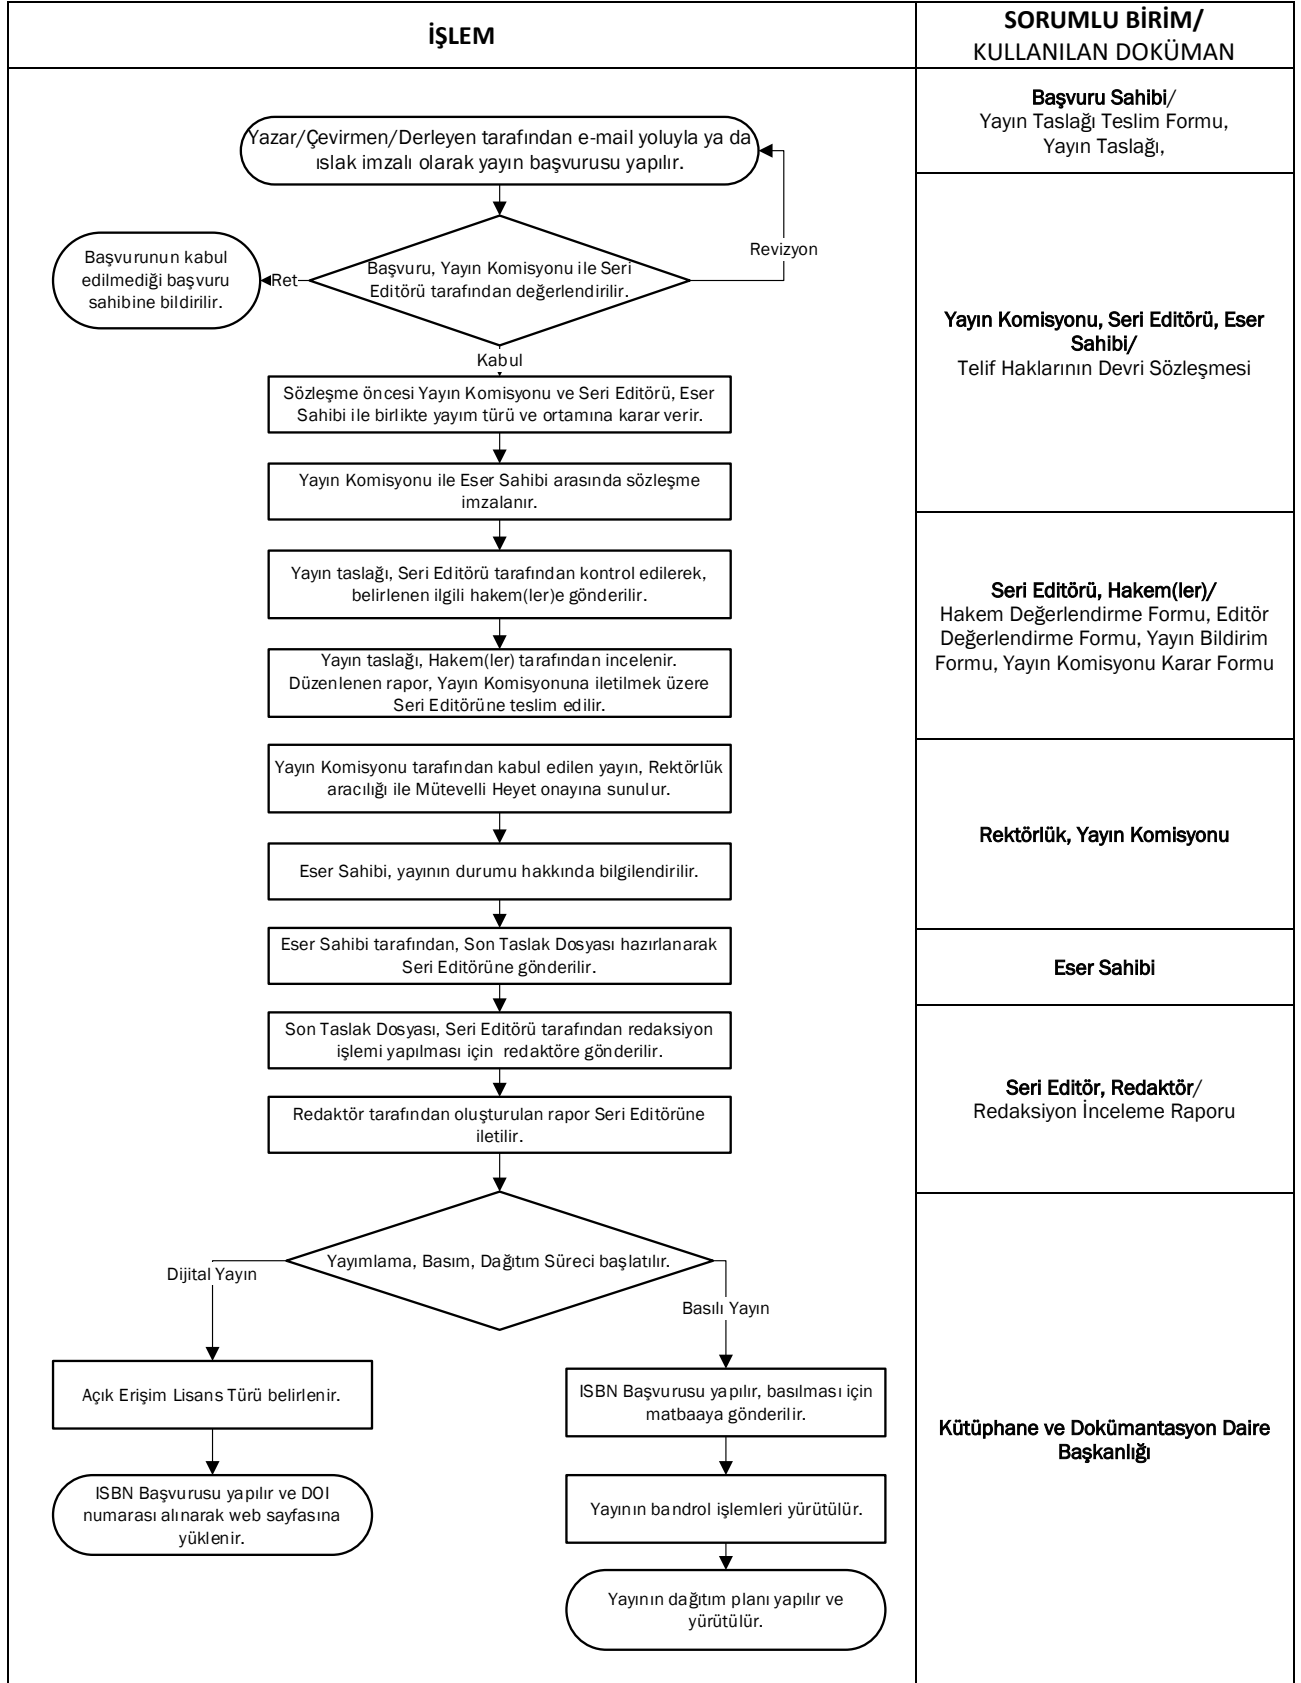 İŞLEM
SORUMLU BİRİM/
KULLANILAN DOKÜMAN
Yazar/Çevirmen/Derleyen tarafından e-mail yoluyla ya da
ıslak imzalı olarak yayın başvurusu yapılır.
Başvuru Sahibi/
Yayın Taslağı Teslim Formu,
Yayın Taslağı,
Başvurunun kabul
edilmediği başvuru
sahibine bildirilir.
Ret
Başvuru, Yayın Komisyonu ile Seri
Editörü tarafından değerlendirilir.
Revizyon
Kabul
Sözleşme öncesi Yayın Komisyonu ve Seri Editörü, Eser
Sahibi ile birlikte yayım türü ve ortamına karar verir.
Yayın Komisyonu ile Eser Sahibi arasında sözleşme
imzalanır.
Yayın Komisyonu, Seri Editörü, Eser
Sahibi/
Telif Haklarının Devri Sözleşmesi
Yayın taslağı, Seri Editörü tarafından kontrol edilerek,
belirlenen ilgili hakem(ler)e gönderilir.
Yayın taslağı, Hakem(ler) tarafından incelenir.
Düzenlenen rapor, Yayın Komisyonuna iletilmek üzere
Seri Editörüne teslim edilir.
Seri Editörü, Hakem(ler)/
Hakem Değerlendirme Formu, Editör
Değerlendirme Formu, Yayın Bildirim
Formu, Yayın Komisyonu Karar Formu
Yayın Komisyonu tarafından kabul edilen yayın, Rektörlük
aracılığı ile Mütevelli Heyet onayına sunulur.
Eser Sahibi, yayının durumu hakkında bilgilendirilir.
Rektörlük, Yayın Komisyonu
Eser Sahibi tarafından, Son Taslak Dosyası hazırlanarak
Seri Editörüne gönderilir.
Eser Sahibi
Son Taslak Dosyası, Seri Editörü tarafından redaksiyon
işlemi yapılması için  redaktöre gönderilir.
Redaktör tarafından oluşturulan rapor Seri Editörüne
iletilir.
Seri Editör, Redaktör/
Redaksiyon İnceleme Raporu
Yayımlama, Basım, Dağıtım Süreci başlatılır.
Dijital Yayın
Basılı Yayın
Açık Erişim Lisans Türü belirlenir.
ISBN Başvurusu yapılır ve DOI
numarası alınarak web sayfasına
yüklenir.
ISBN Başvurusu yapılır, basılması için
matbaaya gönderilir.
Yayının bandrol işlemleri yürütülür.
Yayının dağıtım planı yapılır ve
yürütülür.
Kütüphane ve Dokümantasyon Daire
Başkanlığı